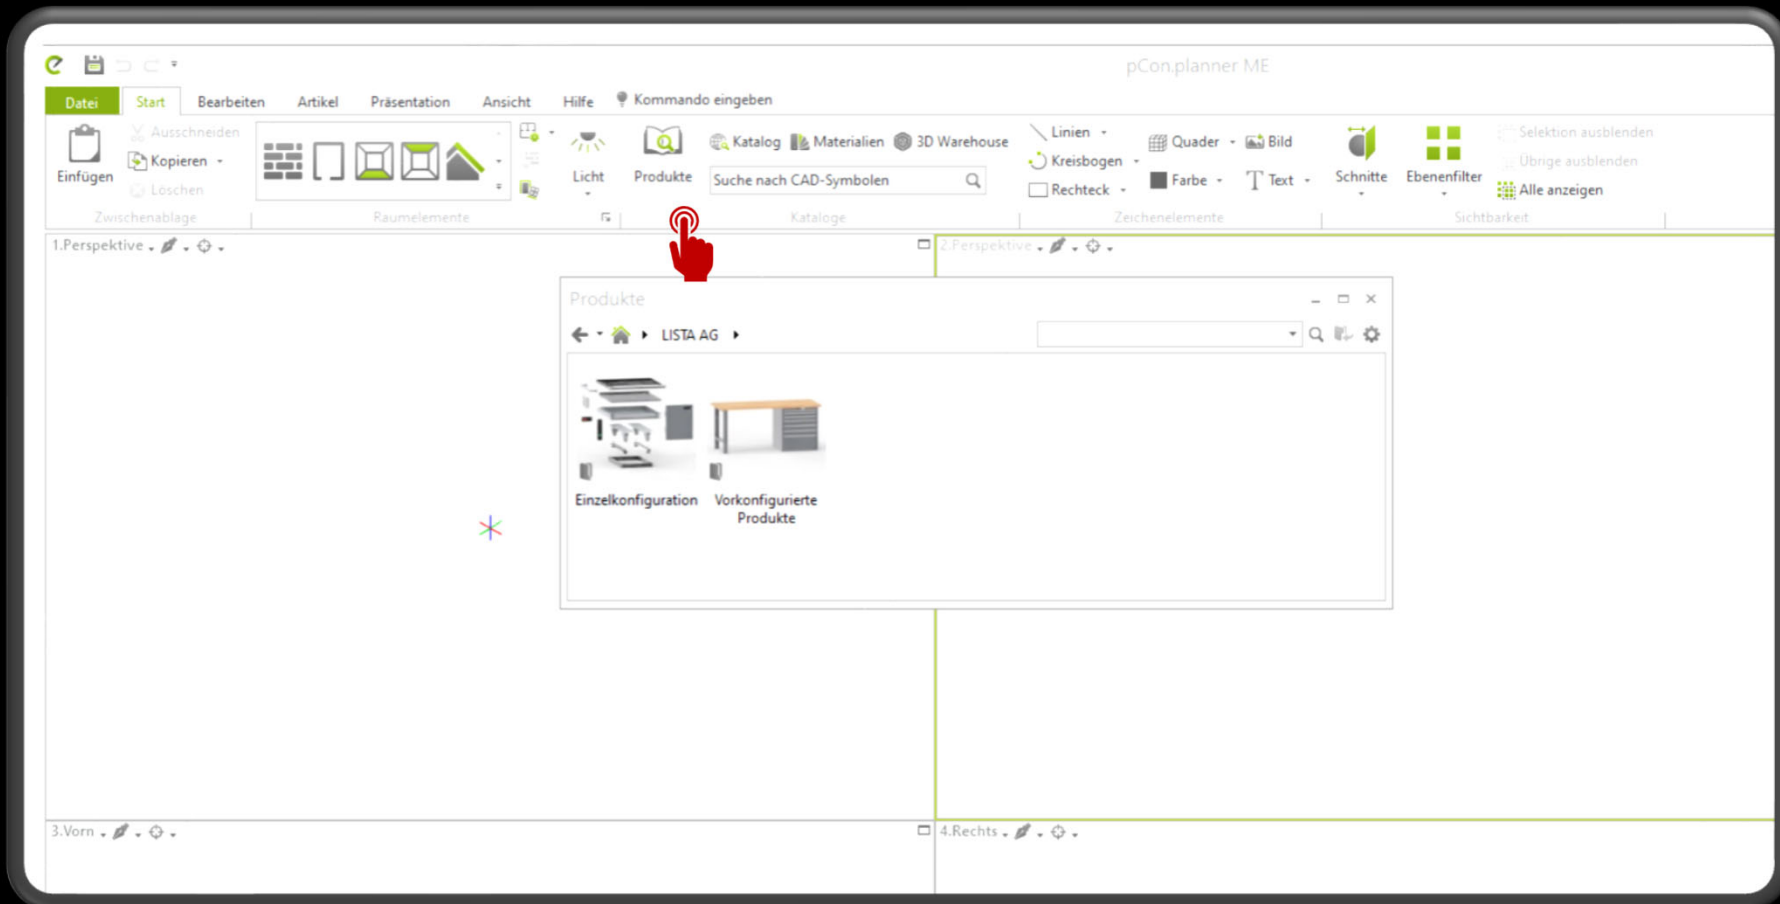 pCon.planner ME
Datei Start Bearbeiten Artikel Präsentation Ansicht Hilfe Kommando eingeben
Einfügen
Ausschneiden
Kopieren
Löschen
Zwischenablage
Raumelemente
Licht
Produkte
Katalog Materialien 3D Warehouse
Suche nach CAD-Symbolen
Kataloge
Linien
Kreisbogen
Rechteck
Quader Bild
Farbe Text
Zeichenelemente
Schnitte
Ebenenfilter
Selektion ausblenden
Übrige ausblenden
Alle anzeigen
Sichtbarkeit
1.Perspektive
2.Perspektive
Produkte
LISTA AG
Einzelkonfiguration
Vorkonfigurierte
Produkte
3.Vorn
4.Rechts